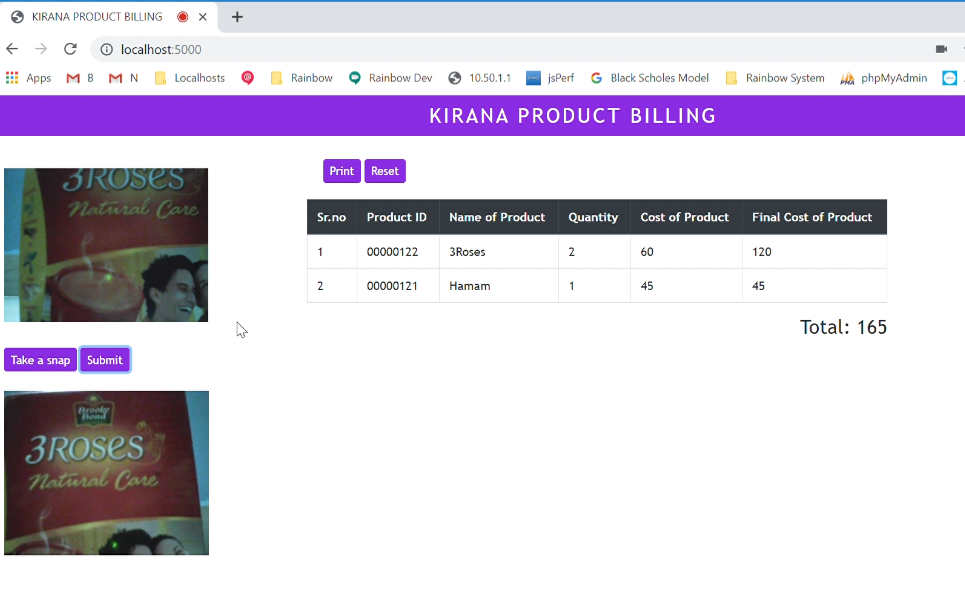 KIRANA PRODUCT BILLING
localhost:5000
Apps B N Localhosts Rainbow Rainbow Dev 10.50.1.1 jsPerf Black Scholes Model Rainbow System phpMyAdmin
KIRANA PRODUCT BILLING
3ROSES
Natural Care
Take a snap Submit
Brooke
Bond
3ROSES
Natural Care
Print Reset
Sr.no Product ID Name of Product Quantity Cost of Product Final Cost of Product
1 00000122 3Roses 2 60 120
2 00000121 Hamam 1 45 45
Total: 165